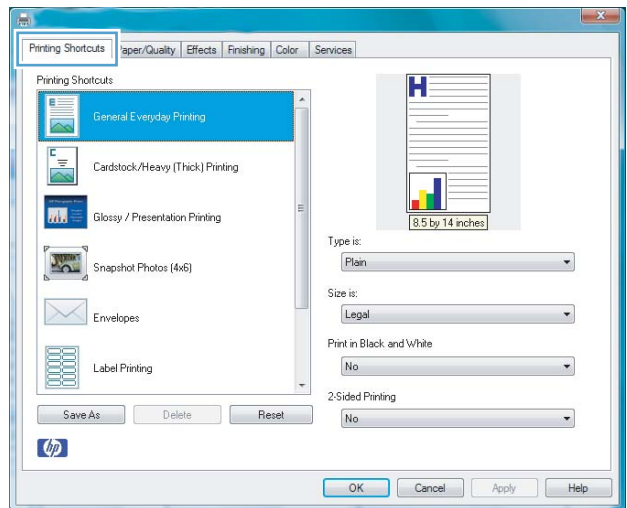 Printing Shortcuts Paper/Quality Effects Finishing Color Services
Printing Shortcuts
General Everyday Printing
Cardstock/Heavy (Thick) Printing
Glossy / Presentation Printing
Snapshot Photos (4x6)
Envelopes
Label Printing
Save As Delete Reset
hp
H
8.5 by 14 inches
Type is:
Plain
Size is:
Legal
Print in Black and White
No
2-Sided Printing
No
OK Cancel Apply Help